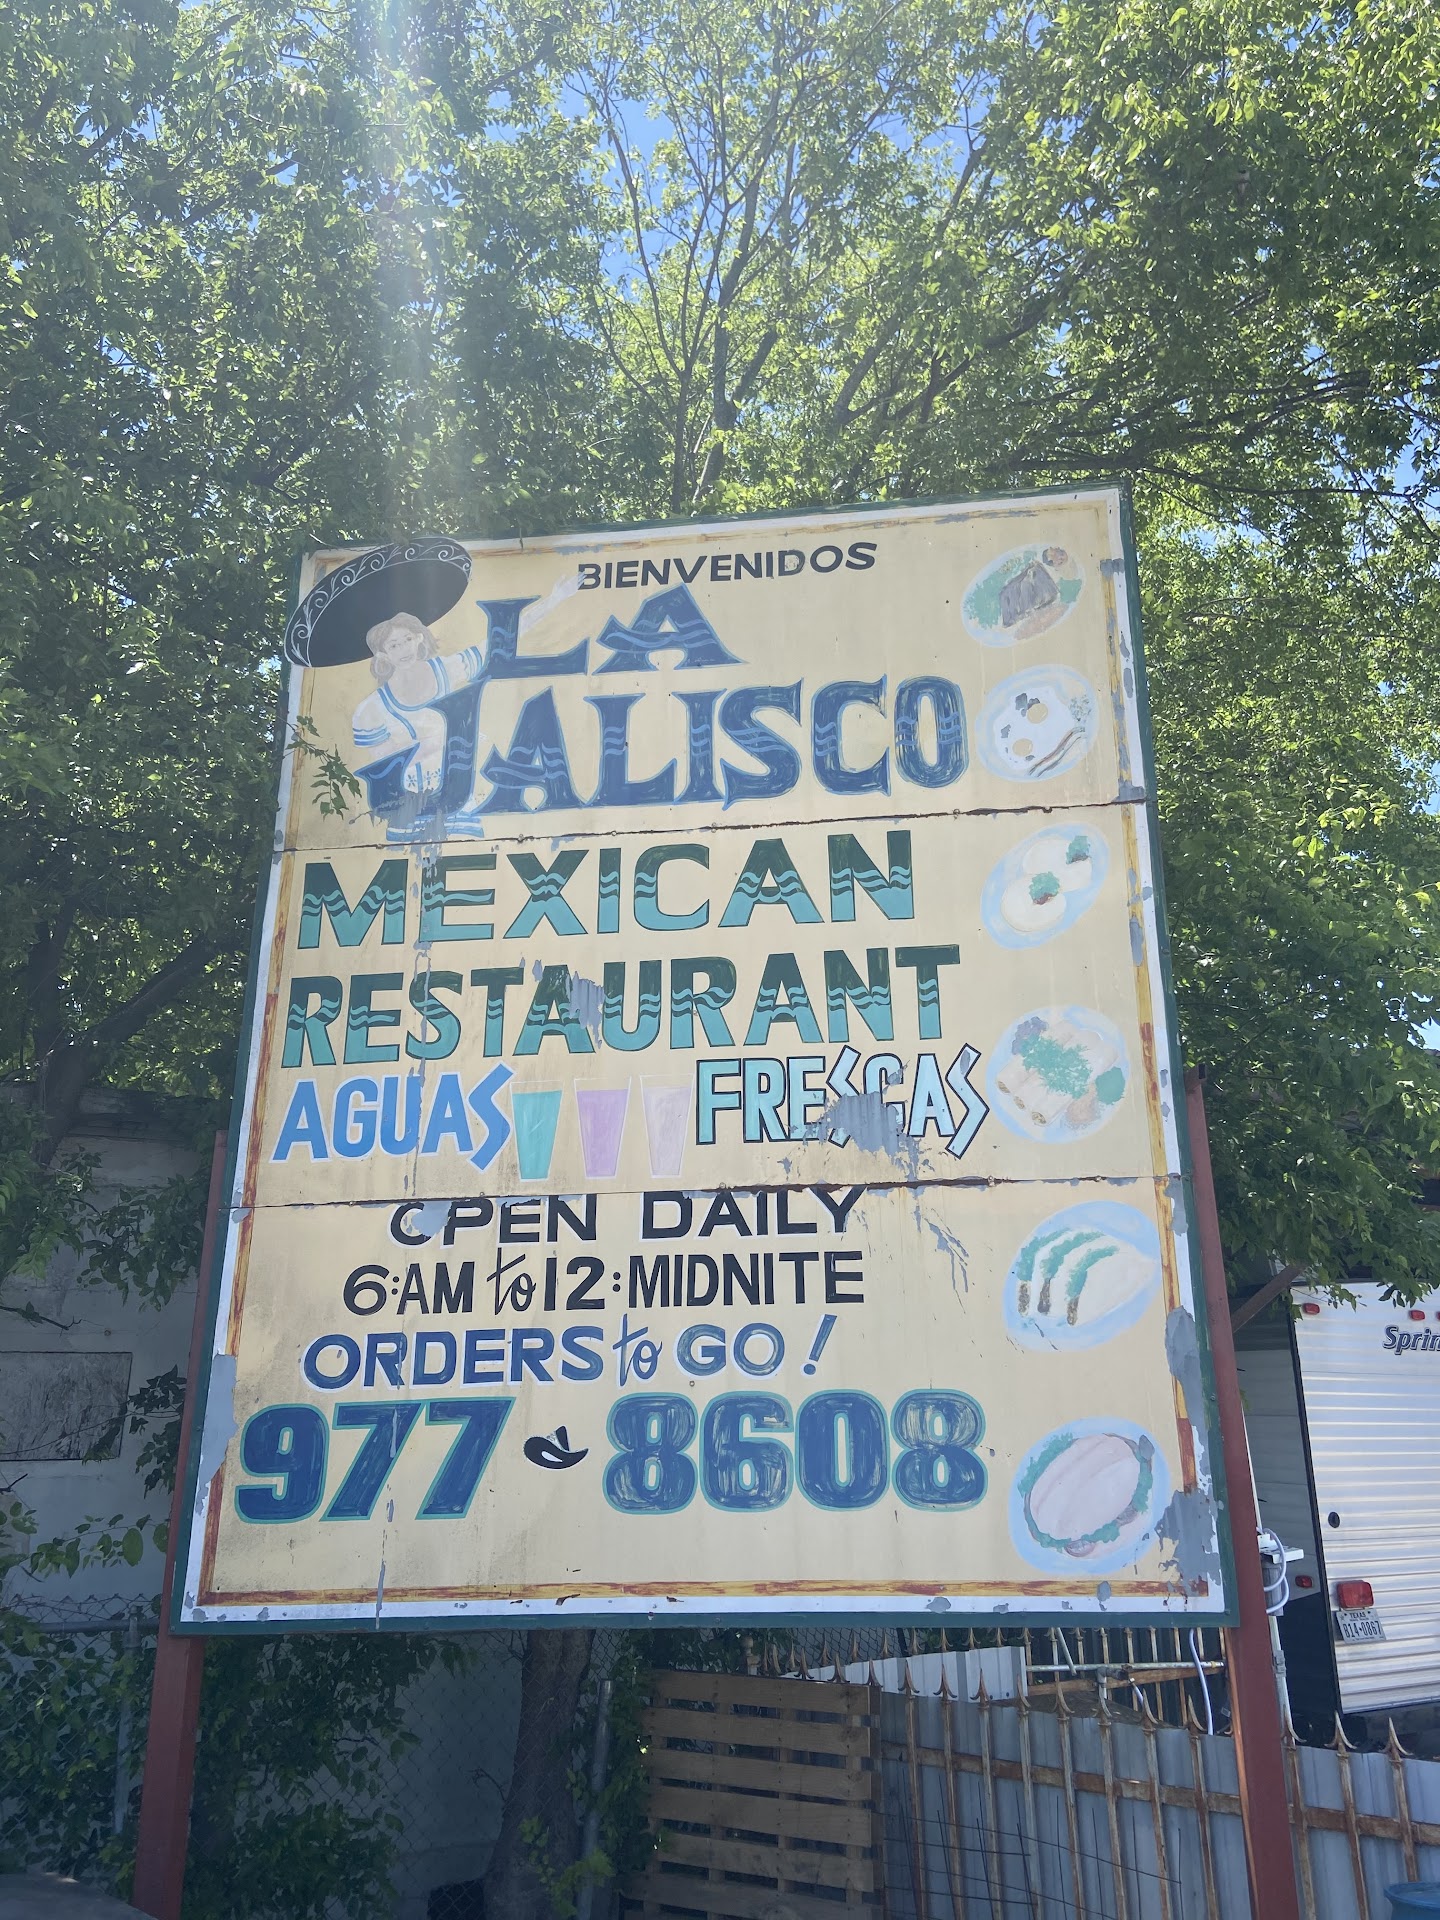 BIENVENIDOS
LA
JALISCO
MEXICAN
RESTAURANT
AGUAS FRESCAS
OPEN DAILY
6:AM to 12:MIDNITE
ORDERS to GO!
977-8608
TEXAS